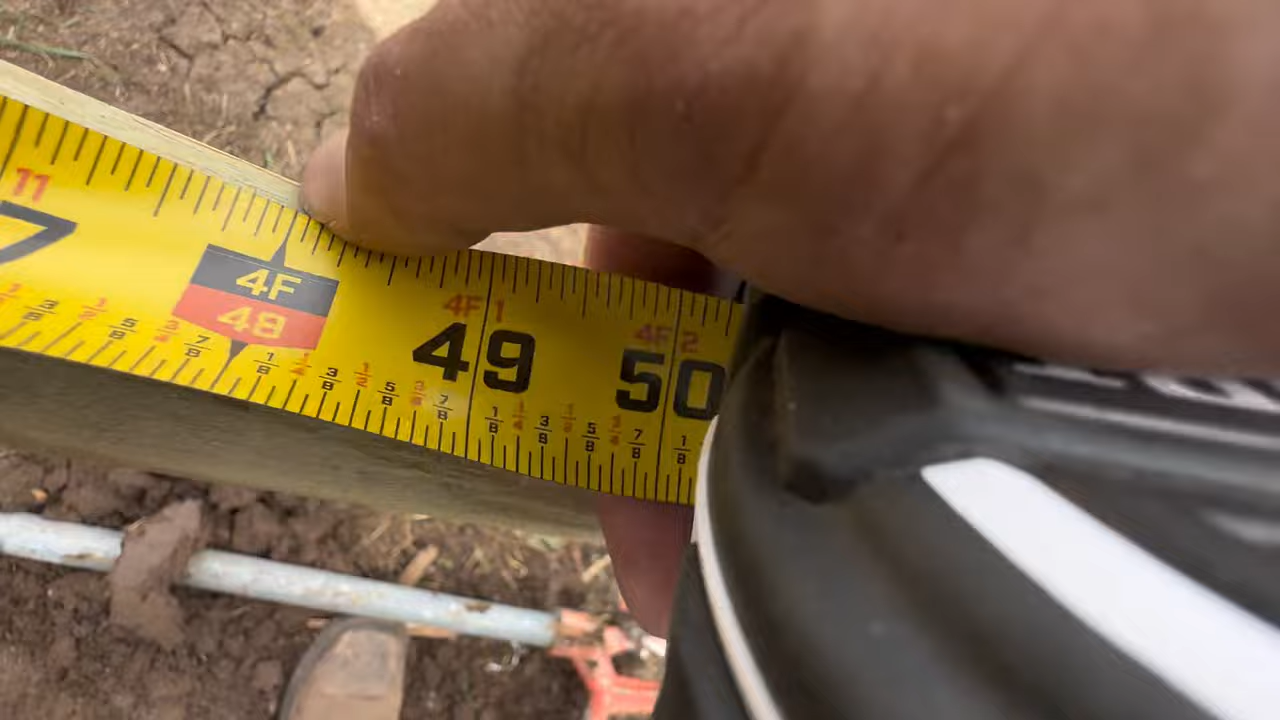 11
7
4F
48
4F 1
49
4F 2
50
1/8 3/8 1/2 5/8 3/4 7/8
1/8 1/4 3/8 1/2 5/8 3/4 7/8
1/8 1/4 3/8 1/2 5/8 3/4 7/8
1/8